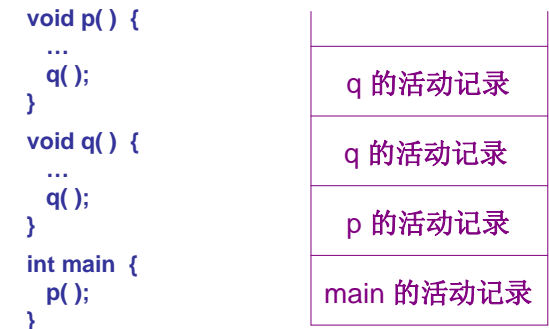 void p( ) {
…
q( );
}
void q( ) {
…
q( );
}
int main {
p( );
}
q 的活动记录
q 的活动记录
p 的活动记录
main 的活动记录